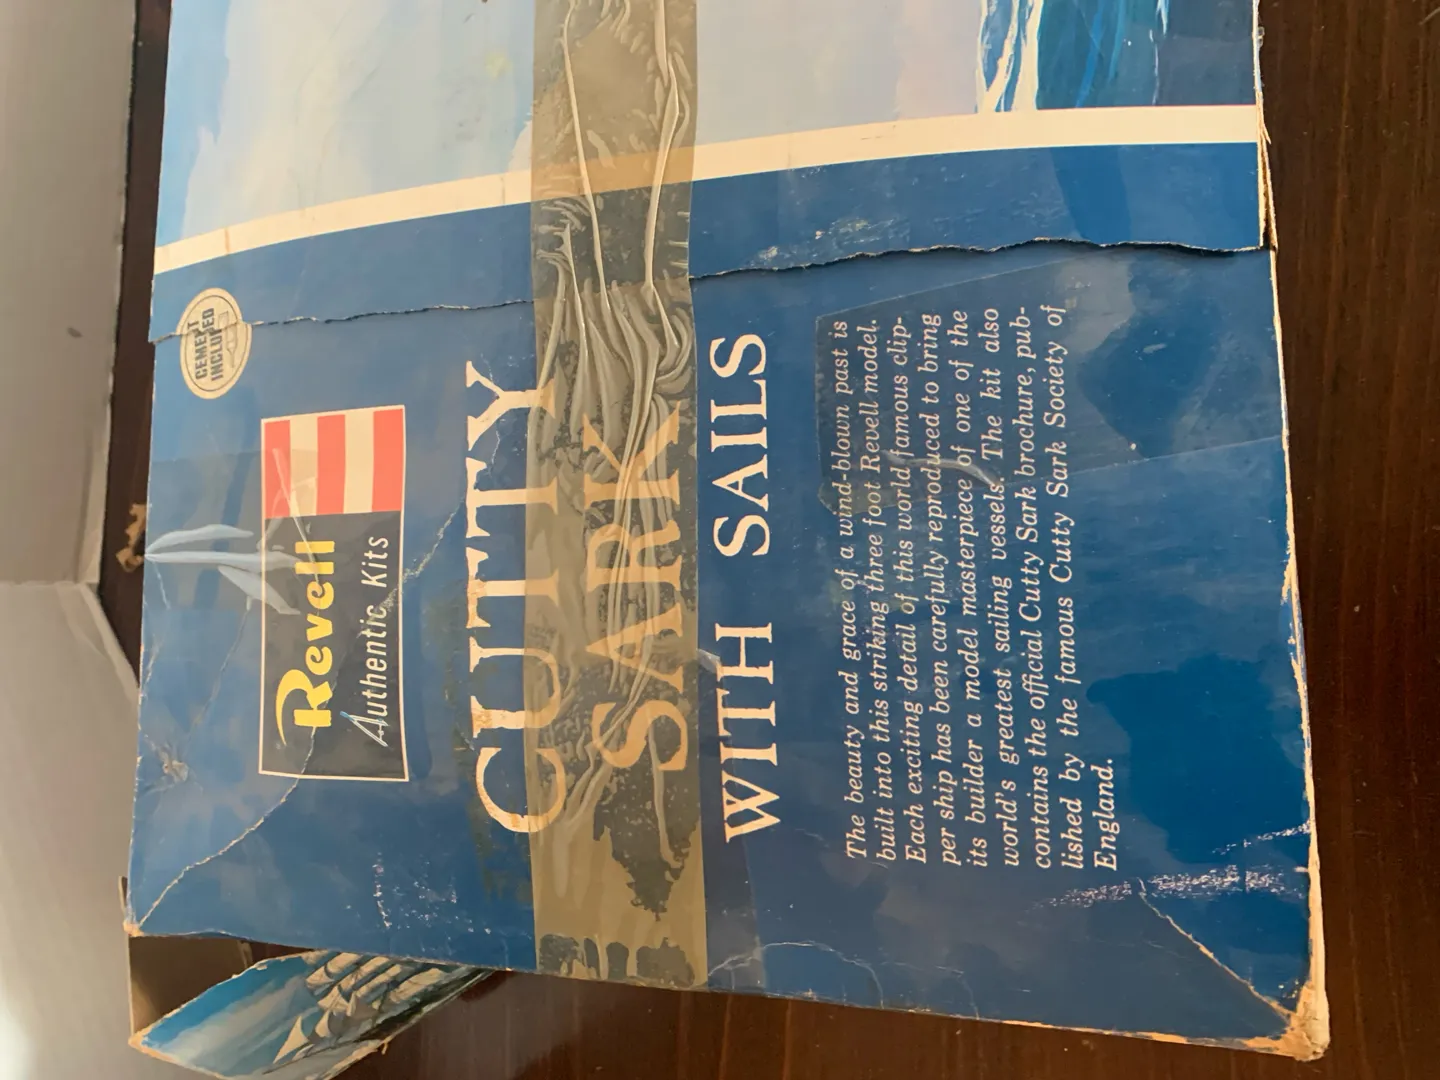 CEMENT
INCLUDED
Revell
Authentic Kits
CUTTY
SARK
WITH SAILS
The beauty and grace of a wind-blown past is
built into this striking three foot Revell model.
Each exciting detail of this world famous clip-
per ship has been carefully reproduced to bring
its builder a model masterpiece of one of the
world's greatest sailing vessels. The kit also
contains the official Cutty Sark brochure, pub-
lished by the famous Cutty Sark Society of
England.